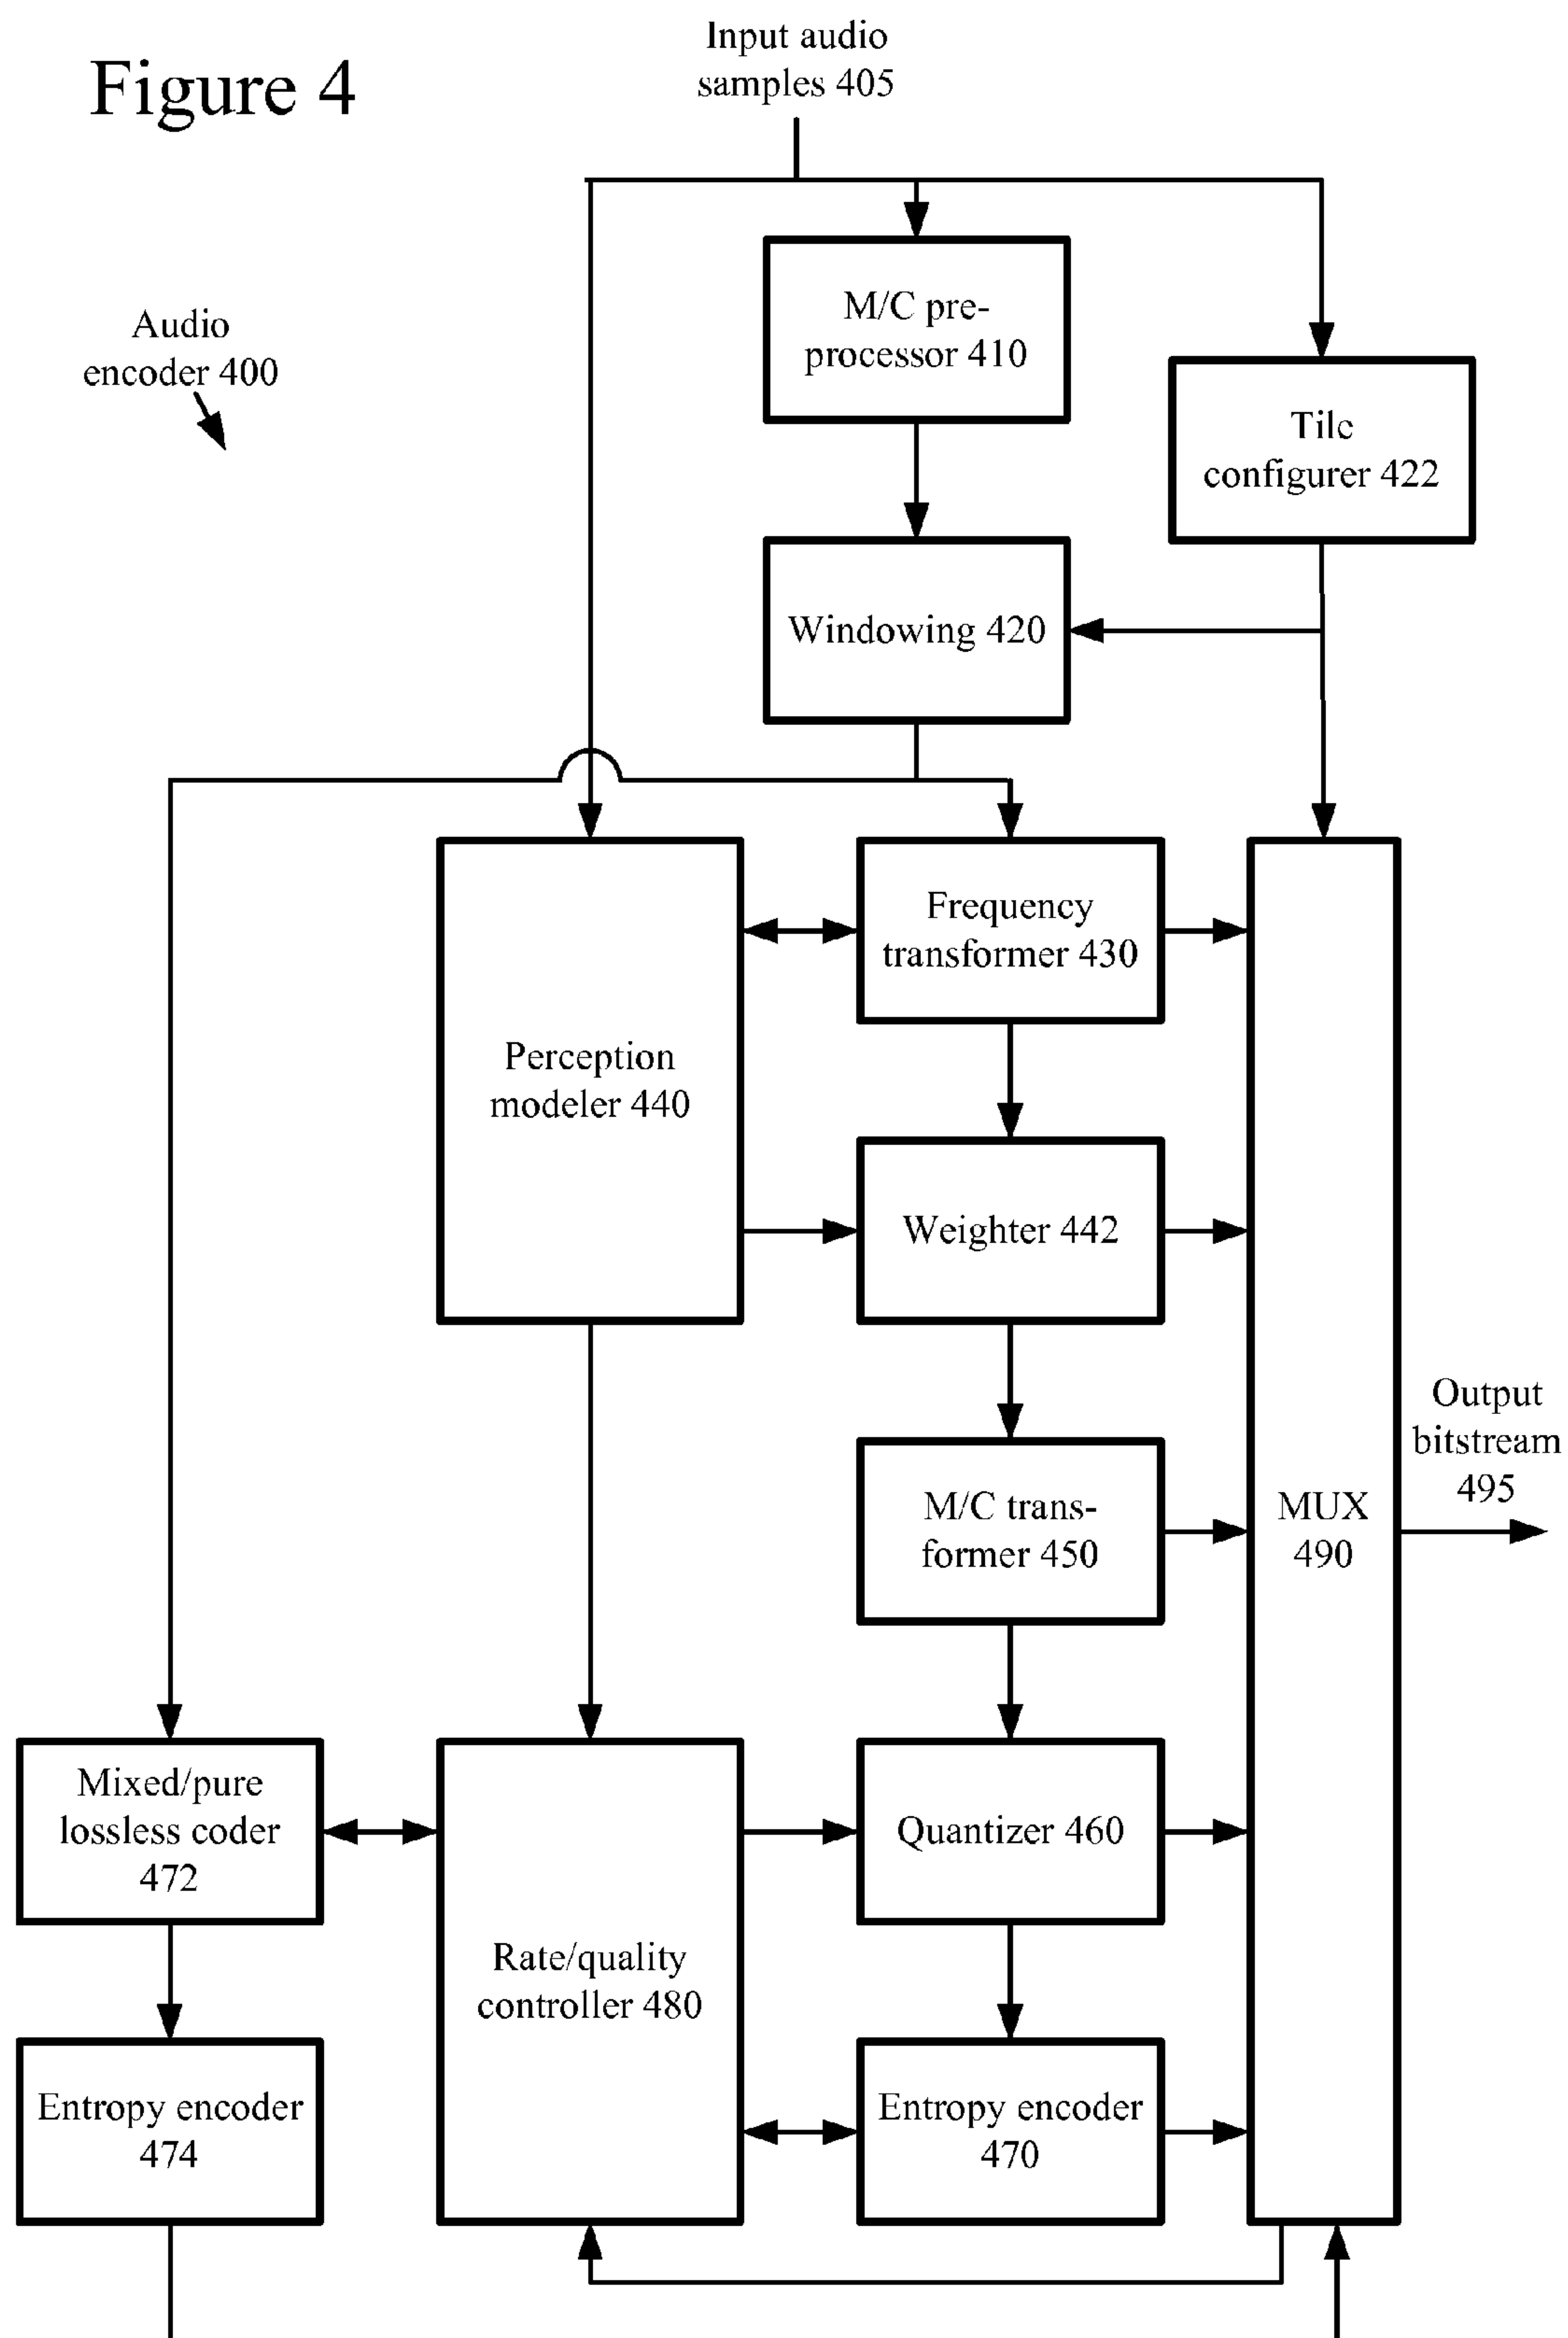 Figure 4
Input audio
samples 405
Audio
encoder 400
M/C pre-
processor 410
Tile
configurer 422
Windowing 420
Frequency
transformer 430
Perception
modeler 440
Weighter 442
Output
bitstream
495
M/C trans-
former 450
MUX
490
Mixed/pure
lossless coder
472
Quantizer 460
Rate/quality
controller 480
Entropy encoder
474
Entropy encoder
470